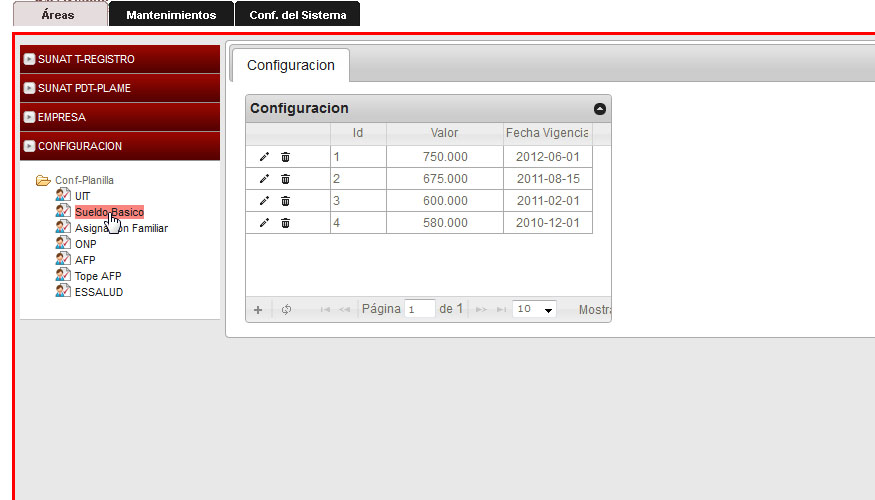 Áreas Mantenimientos Conf. del Sistema
SUNAT T-REGISTRO
SUNAT PDT-PLAME
EMPRESA
CONFIGURACION
Conf-Planilla
UIT
Sueldo Basico
Asignacion Familiar
ONP
AFP
Tope AFP
ESSALUD
Configuracion
Configuracion
Id Valor Fecha Vigencia
1 750.000 2012-06-01
2 675.000 2011-08-15
3 600.000 2011-02-01
4 580.000 2010-12-01
Página 1 de 1 10 Mostra